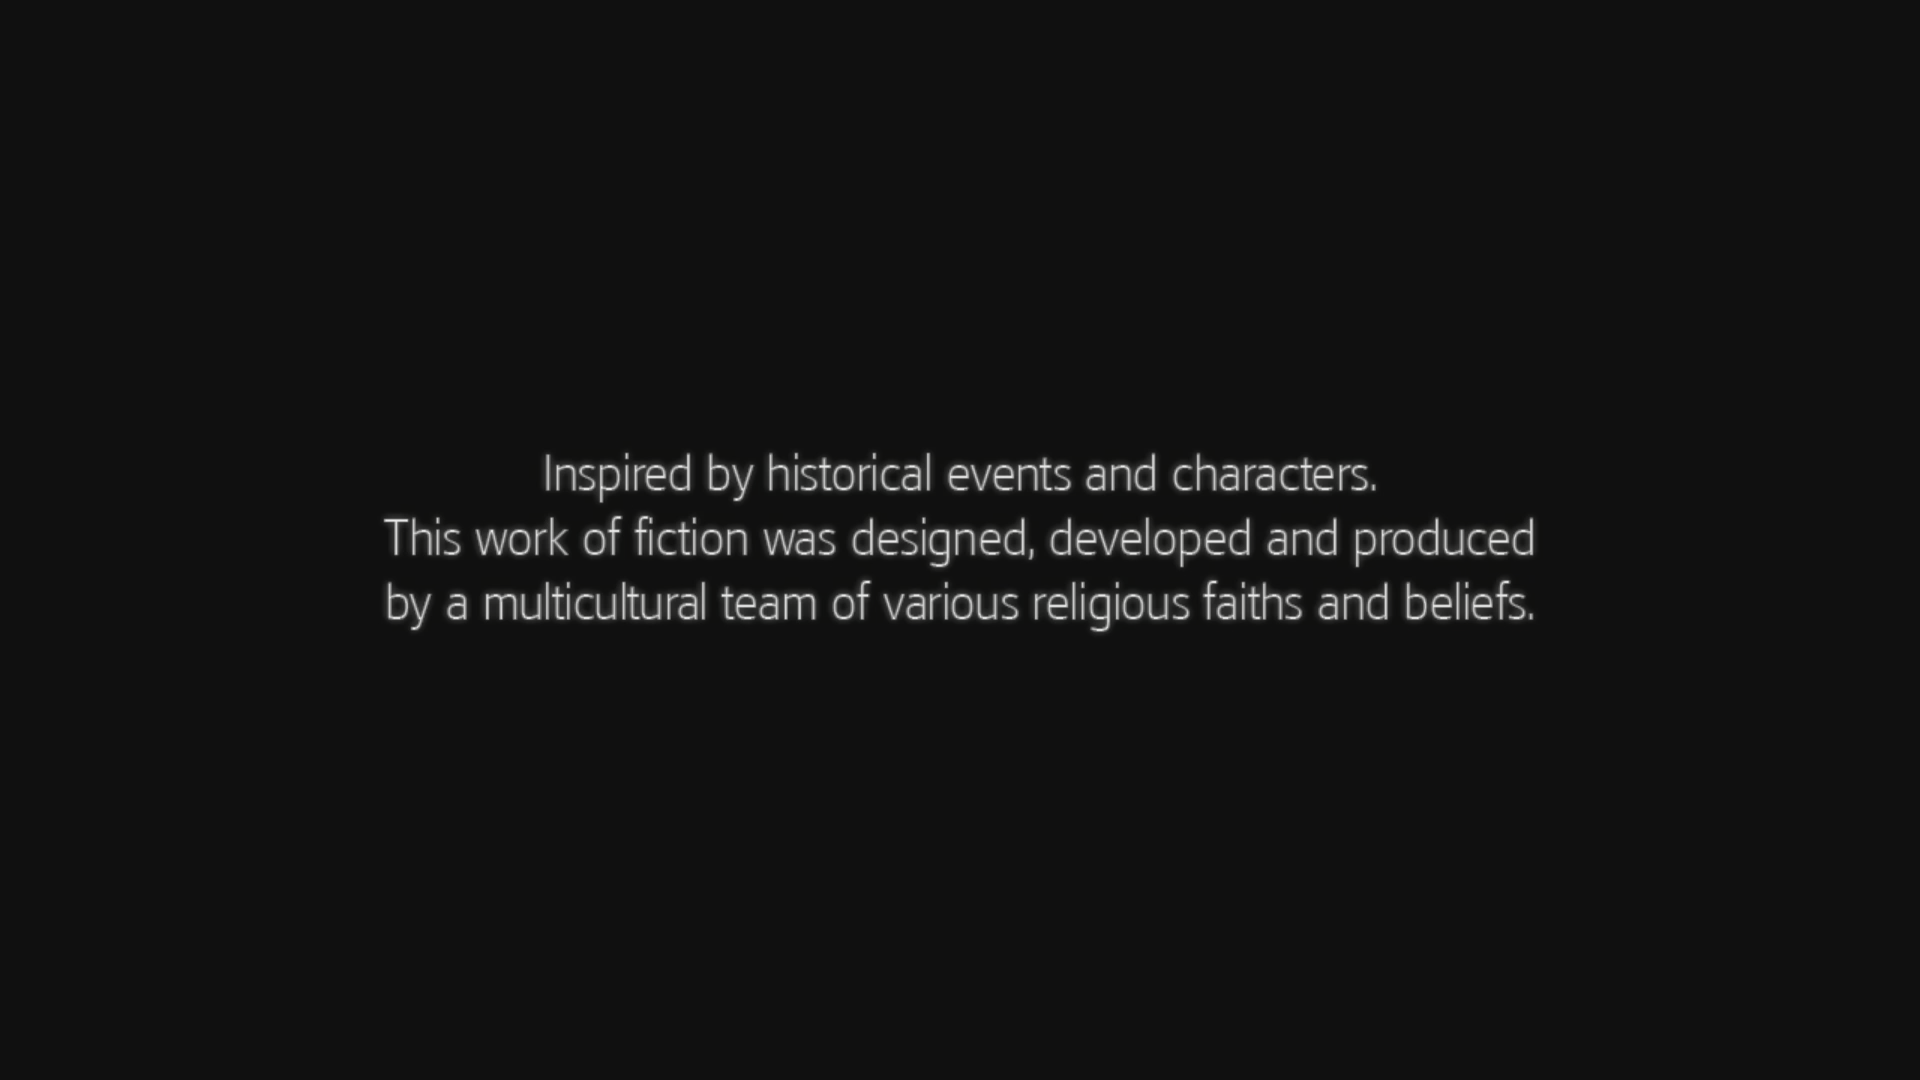 Inspired by historical events and characters.
This work of fiction was designed, developed and produced
by a multicultural team of various religious faiths and beliefs.